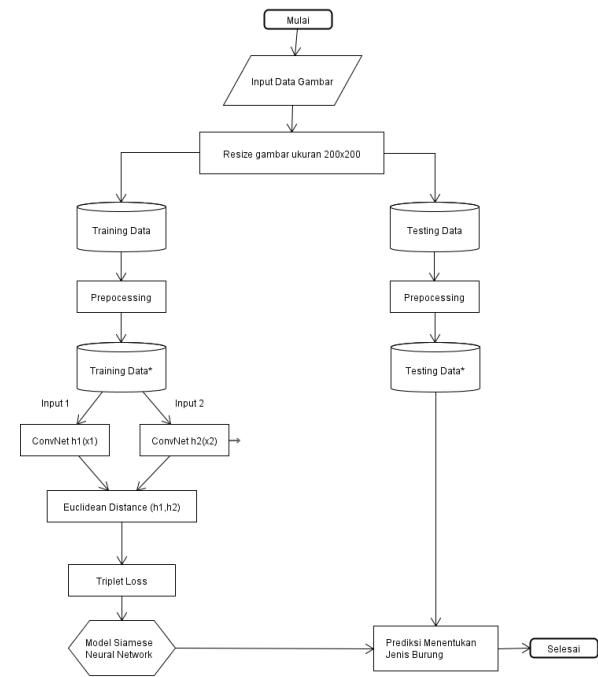 Mulai
Input Data Gambar
Resize gambar ukuran 200x200
Training Data
Testing Data
Prepocessing
Prepocessing
Training Data*
Testing Data*
Input 1
Input 2
ConvNet h1(x1)
ConvNet h2(x2)
Euclidean Distance (h1,h2)
Triplet Loss
Model Siamese
Neural Network
Prediksi Menentukan
Jenis Burung
Selesai